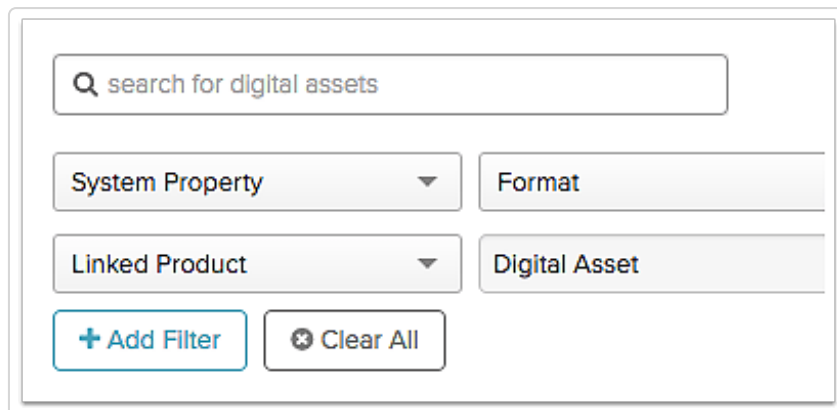 search for digital assets
System Property Format
Linked Product Digital Asset
Add Filter Clear All